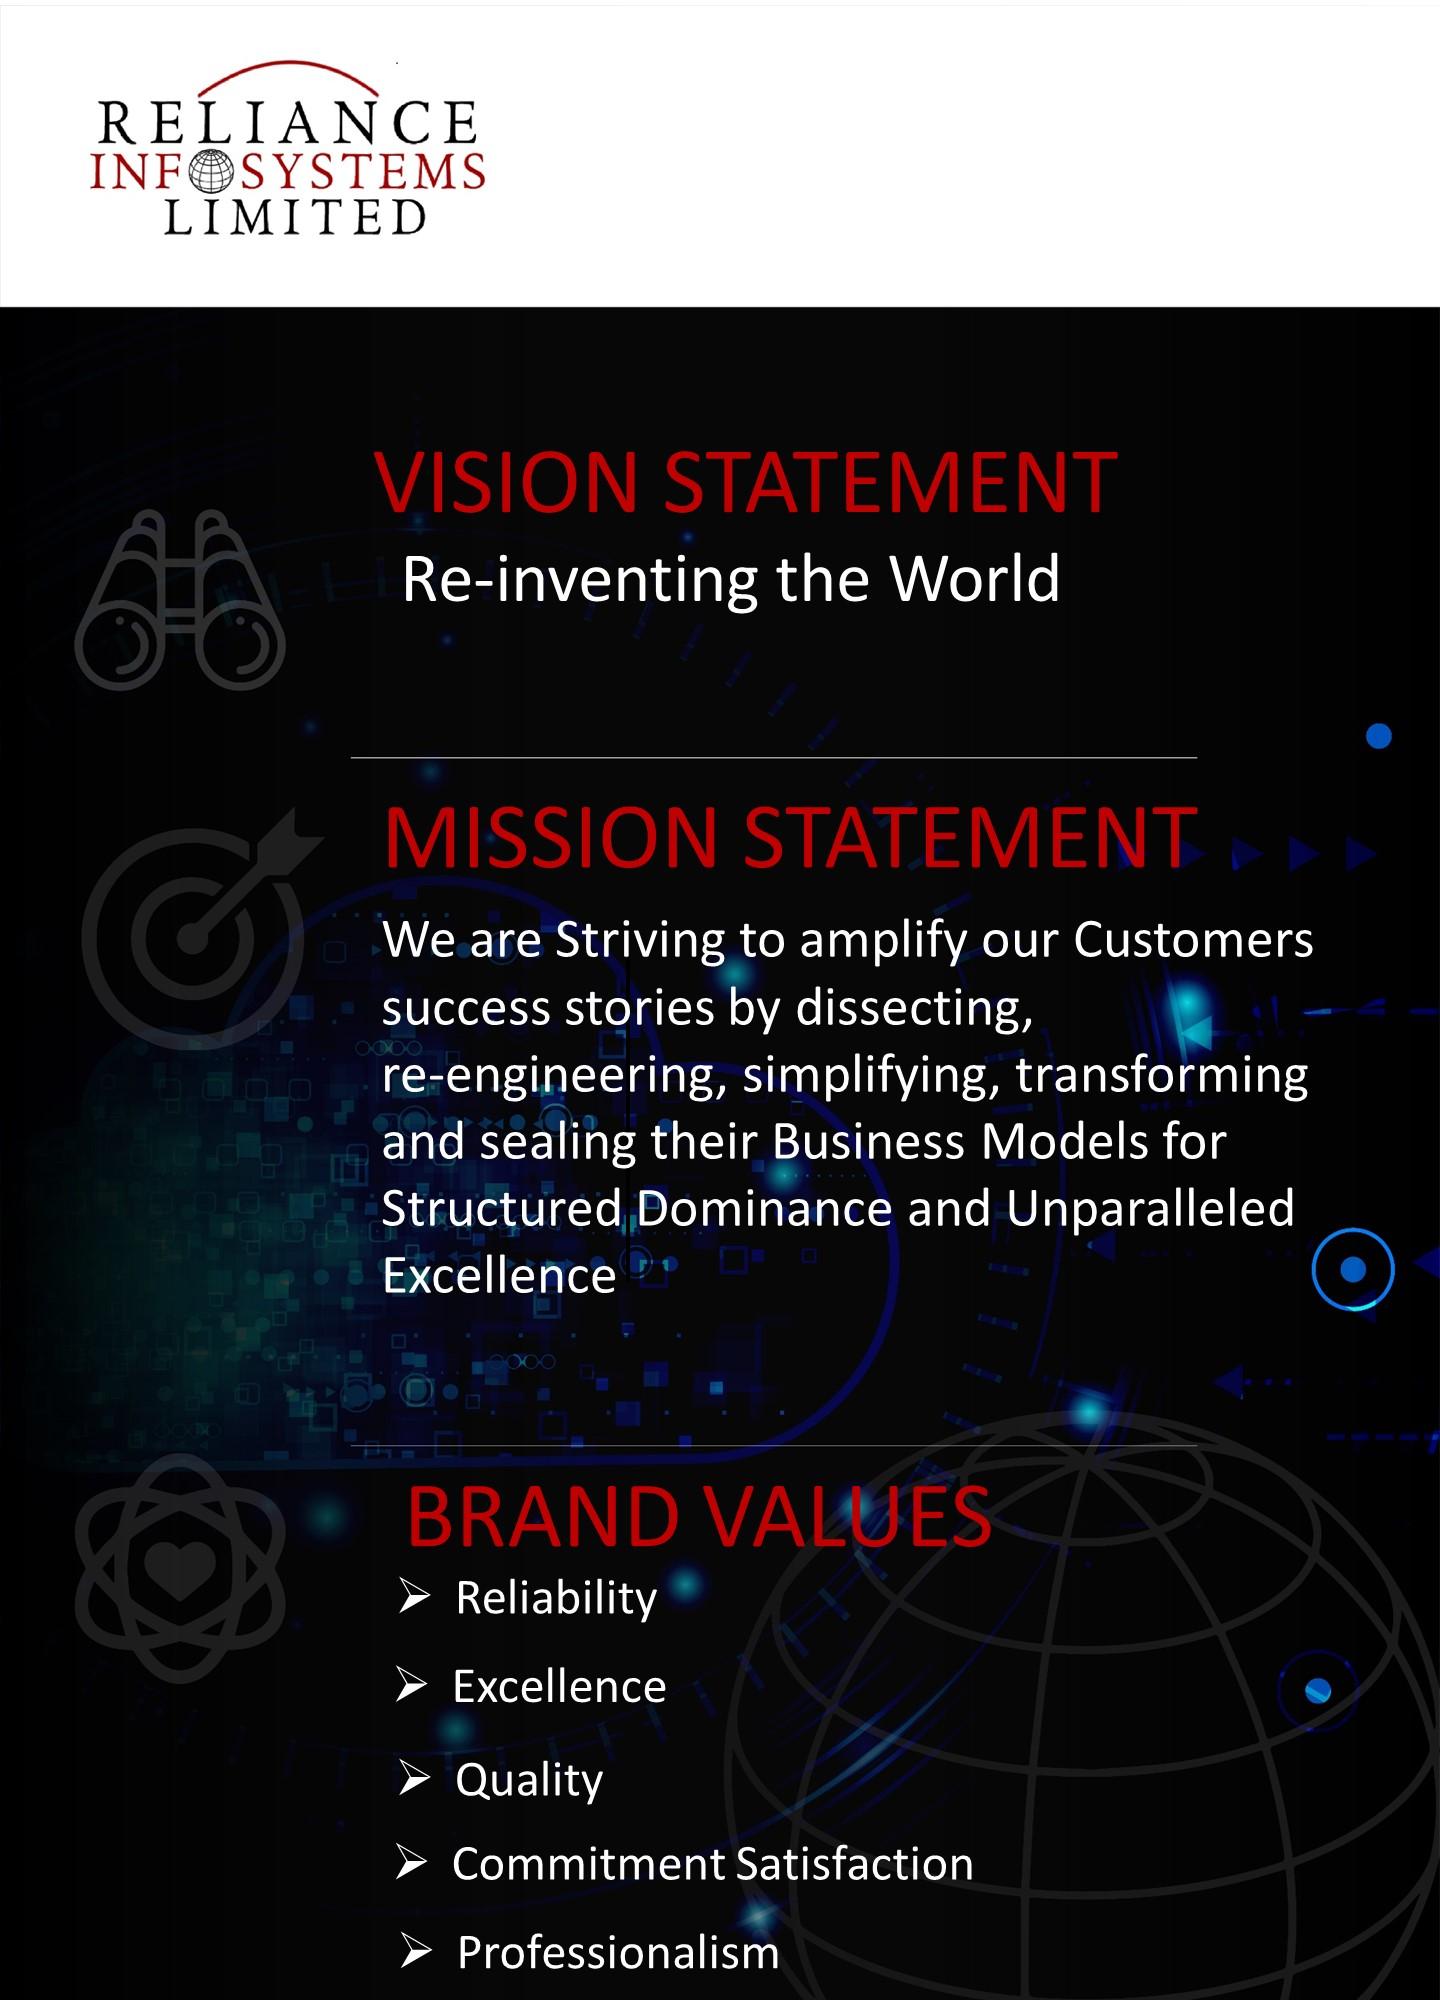 RELIANCE
INFOSYSTEMS
LIMITED
VISION STATEMENT
Re-inventing the World
MISSION STATEMENT
We are Striving to amplify our Customers
success stories by dissecting,
re-engineering, simplifying, transforming
and sealing their Business Models for
Structured Dominance and Unparalleled
Excellence
BRAND VALUES
➢ Reliability
➢ Excellence
➢ Quality
➢ Commitment Satisfaction
➢ Professionalism